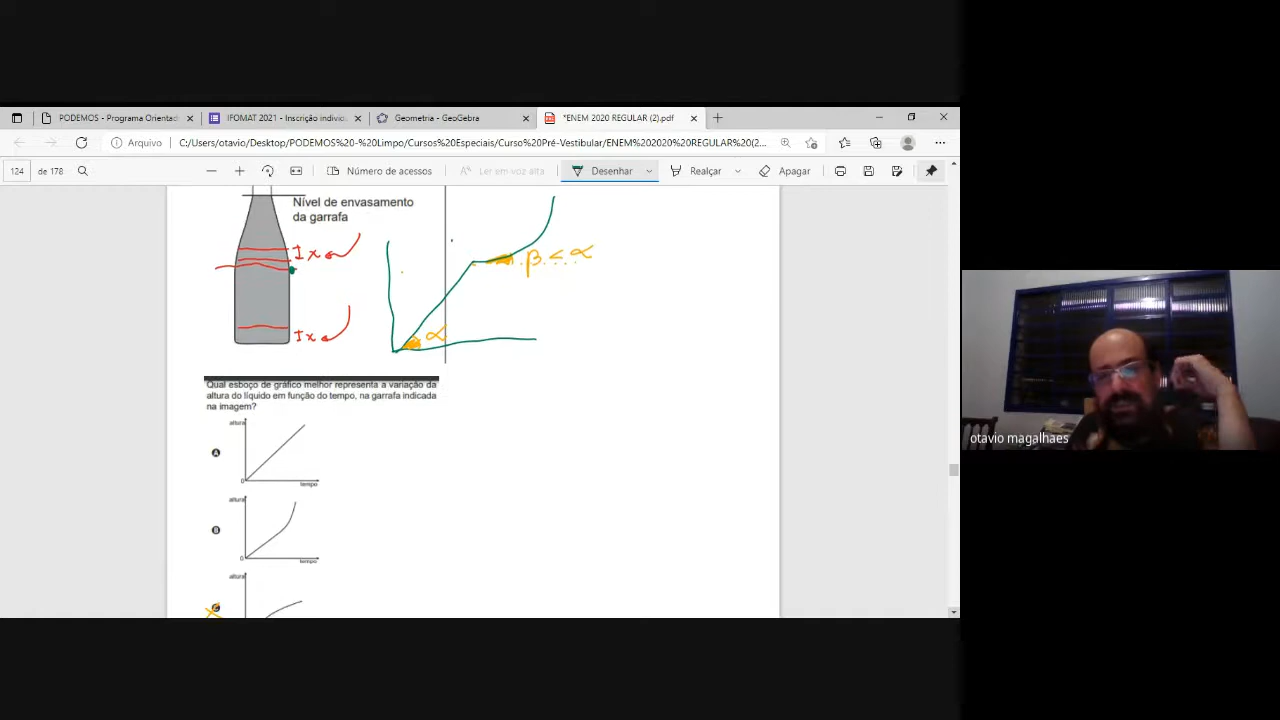 PODEMOS - Programa Orientad
IFOMAT 2021 - Inscrição individ
Geometria - GeoGebra
*ENEM 2020 REGULAR (2).pdf
Arquivo
C:/Users/otavio/Desktop/PODEMOS%20-%20Limpo/Cursos%20Especiais/Curso%20Pré-Vestibular/ENEM%202020%20REGULAR%20(2...
124
de 178
Número de acessos
Ler em voz alta
Desenhar
Realçar
Apagar
Nível de envasamento
da garrafa
I x
β < α
I x
α
Qual esboço de gráfico melhor representa a variação da
altura do líquido em função do tempo, na garrafa indicada
na imagem?
altura
A
0
tempo
altura
B
0
tempo
altura
otavio magalhaes